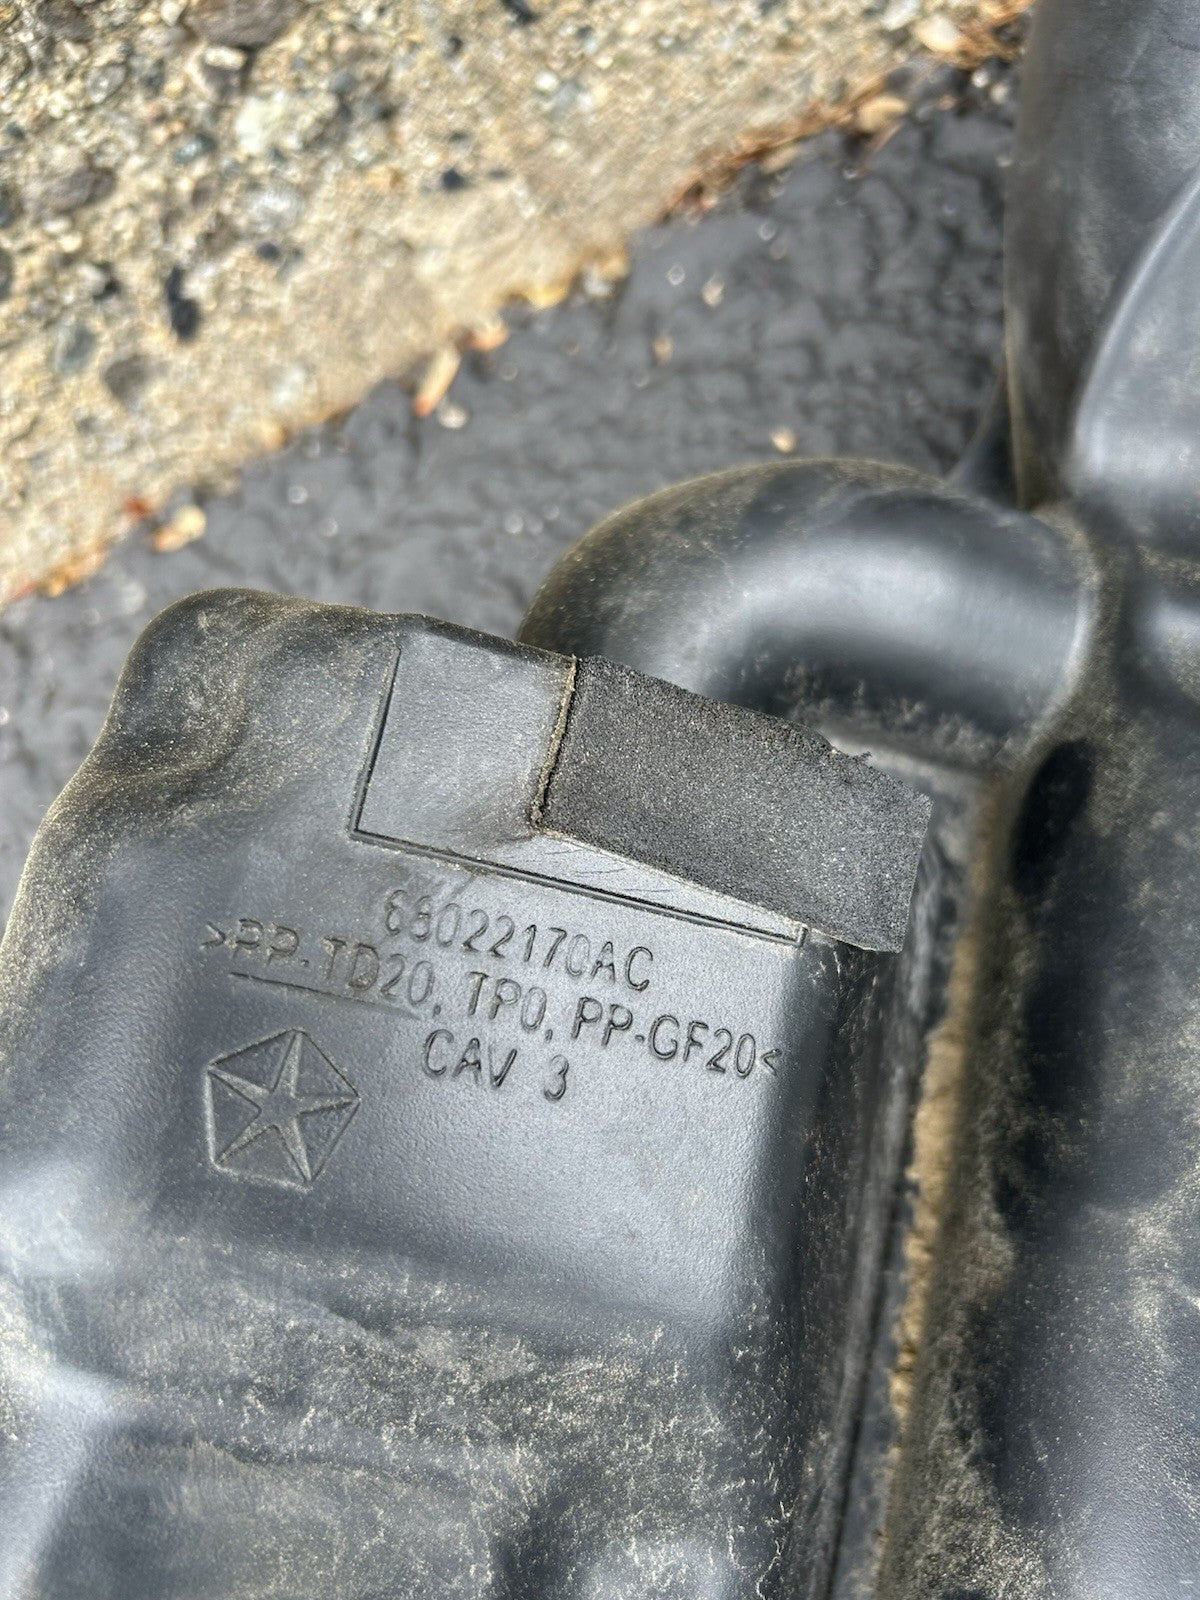 68022170AC
>PP-TD20, TPO, PP-GF20<
CAV 3